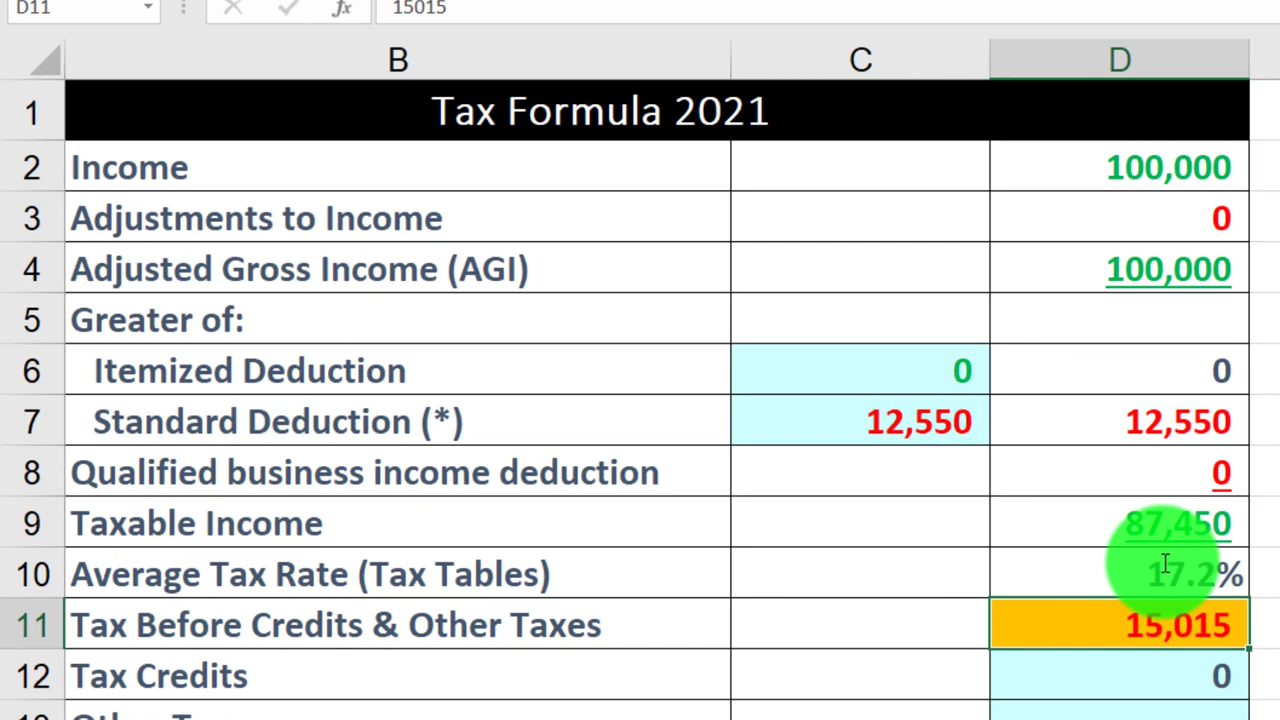 D11 fx 15015
B C D
1 Tax Formula 2021
2 Income 100,000
3 Adjustments to Income 0
4 Adjusted Gross Income (AGI) 100,000
5 Greater of:
6 Itemized Deduction 0 0
7 Standard Deduction (*) 12,550 12,550
8 Qualified business income deduction 0
9 Taxable Income 87,450
10 Average Tax Rate (Tax Tables) 17.2%
11 Tax Before Credits & Other Taxes 15,015
12 Tax Credits 0